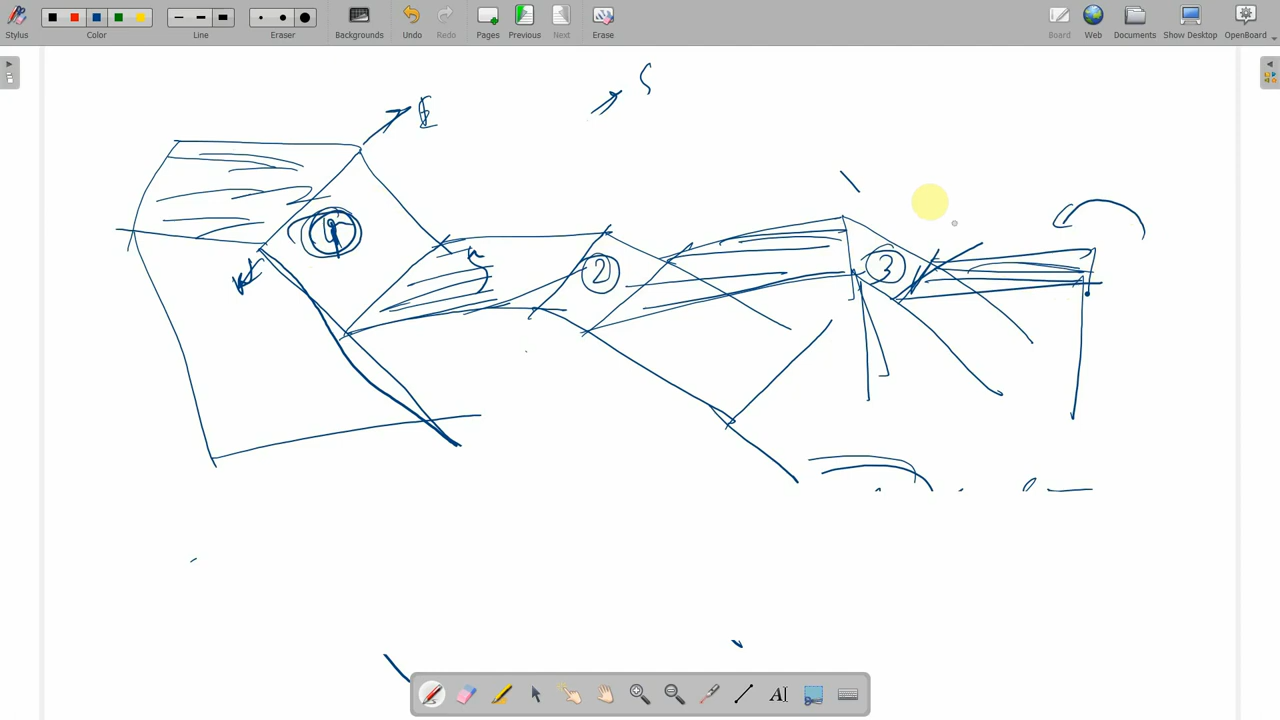 Stylus Color Line Eraser Backgrounds Undo Redo Pages Previous Next Erase Board Web Documents Show Desktop OpenBoard
S
2
3
AI